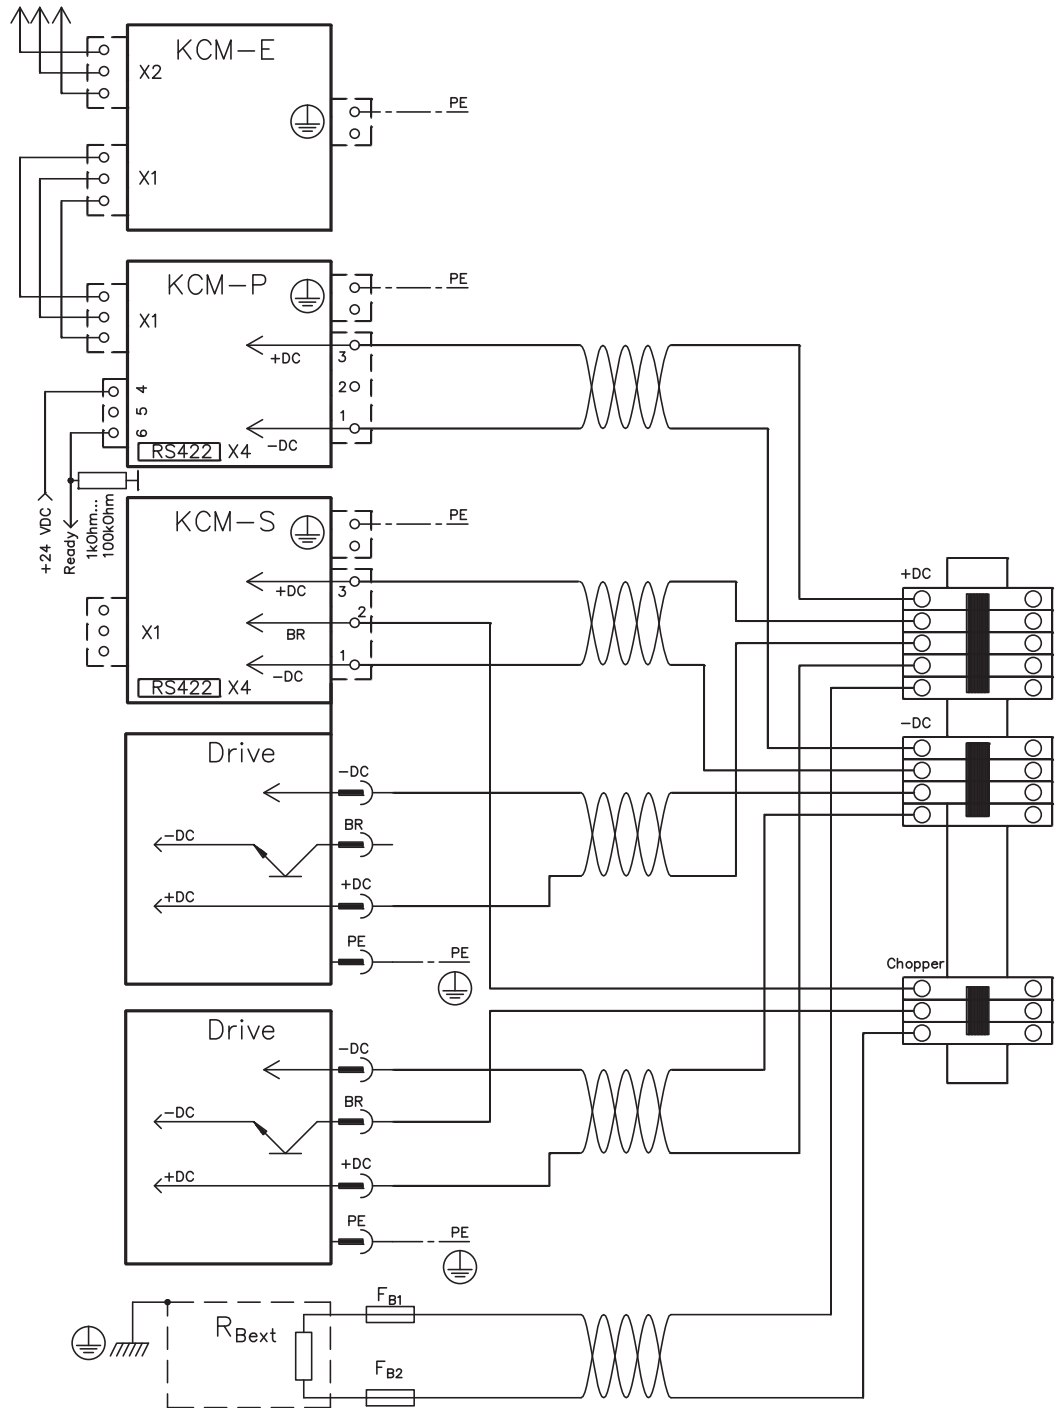 KCM-E
X2
PE
X1
KCM-P
PE
X1
+DC
3
2
4
5
6
1
-DC
RS422 X4
+24 VDC
Ready
1kOhm...
100kOhm
KCM-S
PE
+DC
3
2
X1
BR
1
-DC
RS422 X4
+DC
-DC
Drive
-DC
BR
-DC
+DC
+DC
PE
PE
Chopper
Drive
-DC
BR
-DC
+DC
+DC
PE
PE
FB1
RBext
FB2